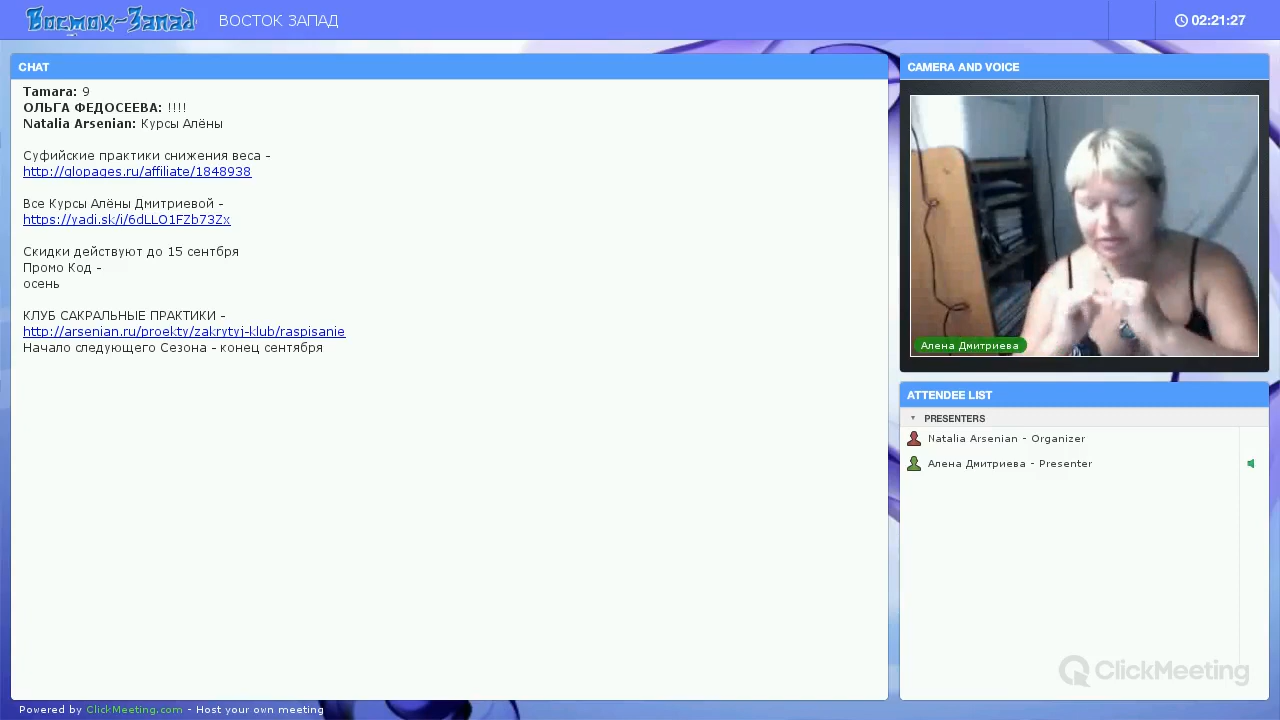 Восток-Запад
ВОСТОК ЗАПАД
02:21:27
CHAT
Tamara: 9
ОЛЬГА ФЕДОСЕЕВА: !!!!
Natalia Arsenian: Курсы Алёны
Суфийские практики снижения веса -
http://glopages.ru/affiliate/1848938
Все Курсы Алёны Дмитриевой -
https://yadi.sk/i/6dLLO1FZb73Zx
Скидки действуют до 15 сентбря
Промо Код -
осень
КЛУБ САКРАЛЬНЫЕ ПРАКТИКИ -
http://arsenian.ru/proekty/zakrytyj-klub/raspisanie
Начало следующего Сезона - конец сентября
CAMERA AND VOICE
Алена Дмитриева
ATTENDEE LIST
PRESENTERS
Natalia Arsenian - Organizer
Алена Дмитриева - Presenter
ClickMeeting
Powered by ClickMeeting.com - Host your own meeting